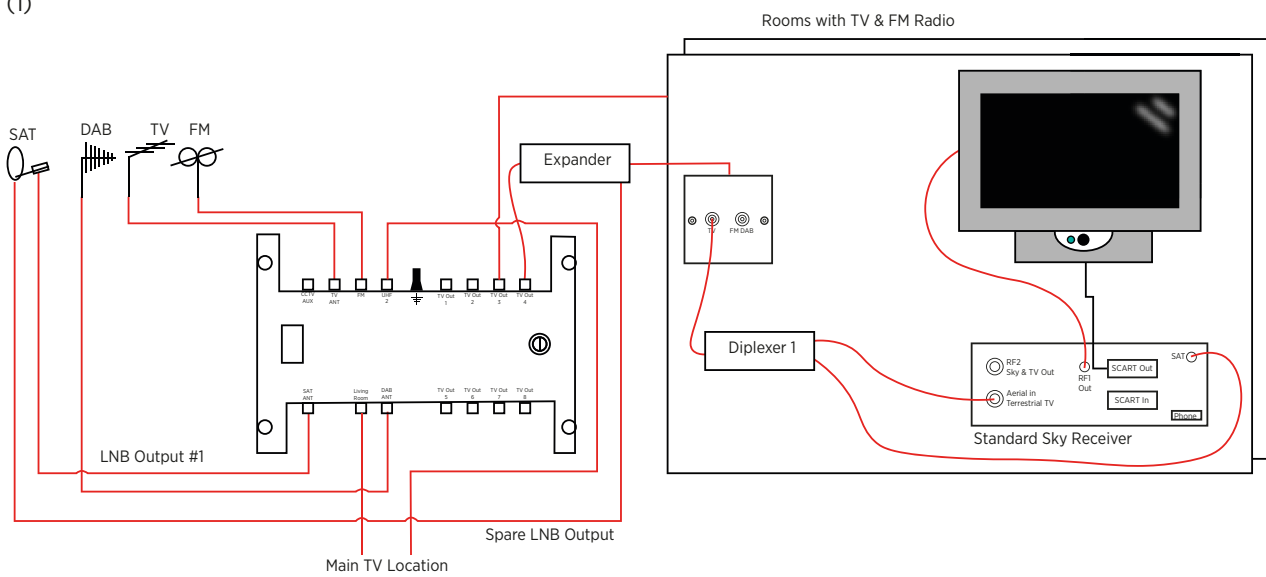 (1)
Rooms with TV & FM Radio
SAT
DAB
TV
FM
Expander
TV
FM DAB
CCTV
AUX
TV
ANT
FM
UHF
2
TV Out
1
TV Out
2
TV Out
3
TV Out
4
Diplexer 1
RF2
Sky & TV Out
RF1
Out
SCART Out
SAT
Aerial in
Terrestrial TV
SCART In
Phone
Standard Sky Receiver
SAT
ANT
Living
Room
DAB
ANT
TV Out
5
TV Out
6
TV Out
7
TV Out
8
LNB Output #1
Spare LNB Output
Main TV Location